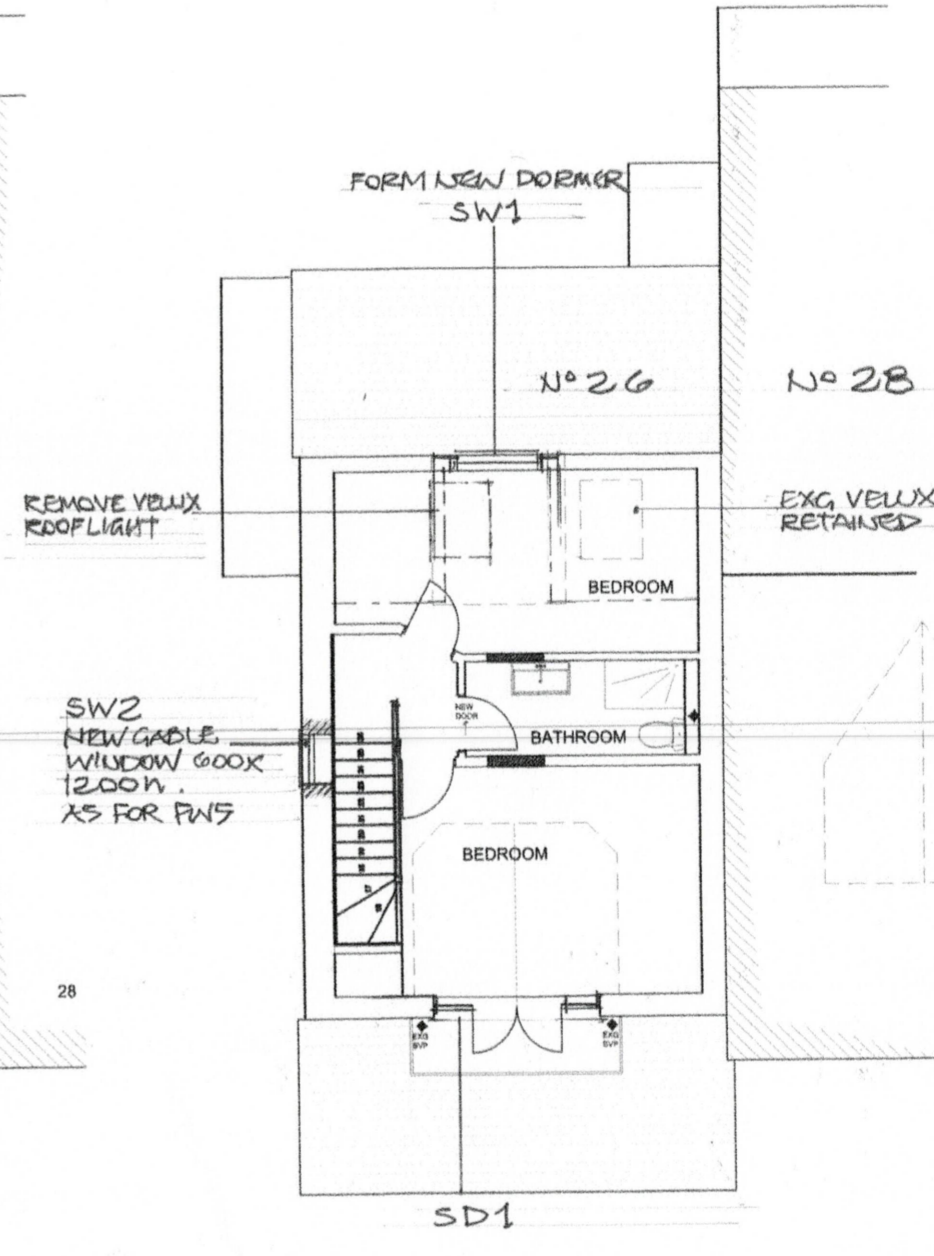 FORM NEW DORMER
SW1
Nº 26
Nº 28
REMOVE VELUX
ROOFLIGHT
EXG VELUX
RETAINED
BEDROOM
SW2
NEW GABLE
WINDOW 600X
1200h.
AS FOR FW5
NEW
DOOR
BATHROOM
BEDROOM
28
EXG
SVP
EXG
SVP
SD1